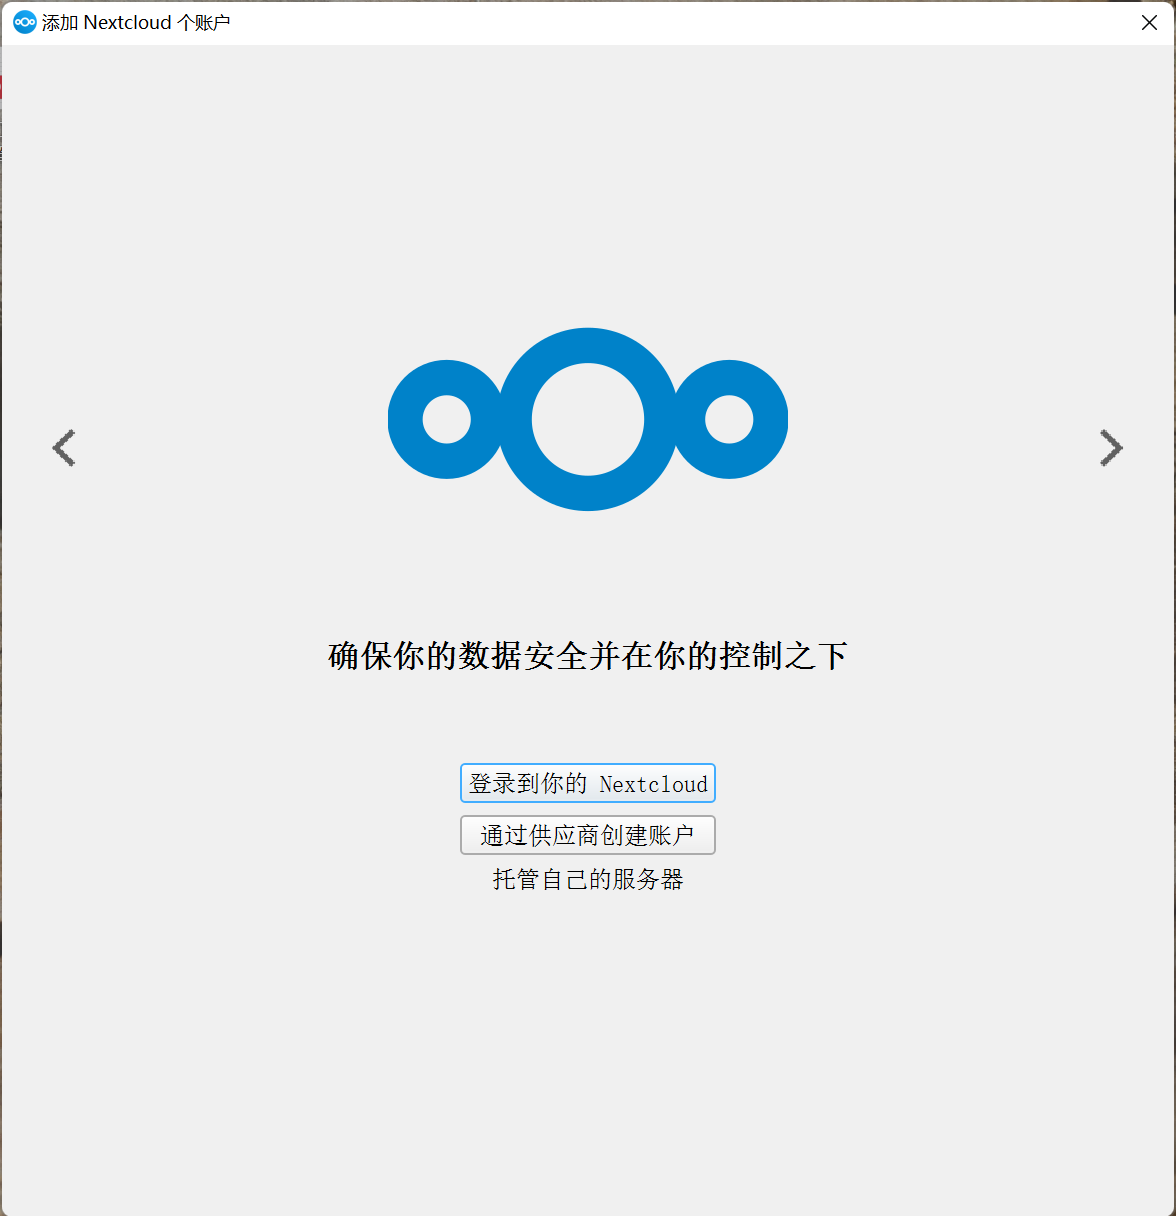 添加 Nextcloud 个账户
确保你的数据安全并在你的控制之下
登录到你的 Nextcloud
通过供应商创建账户
托管自己的服务器